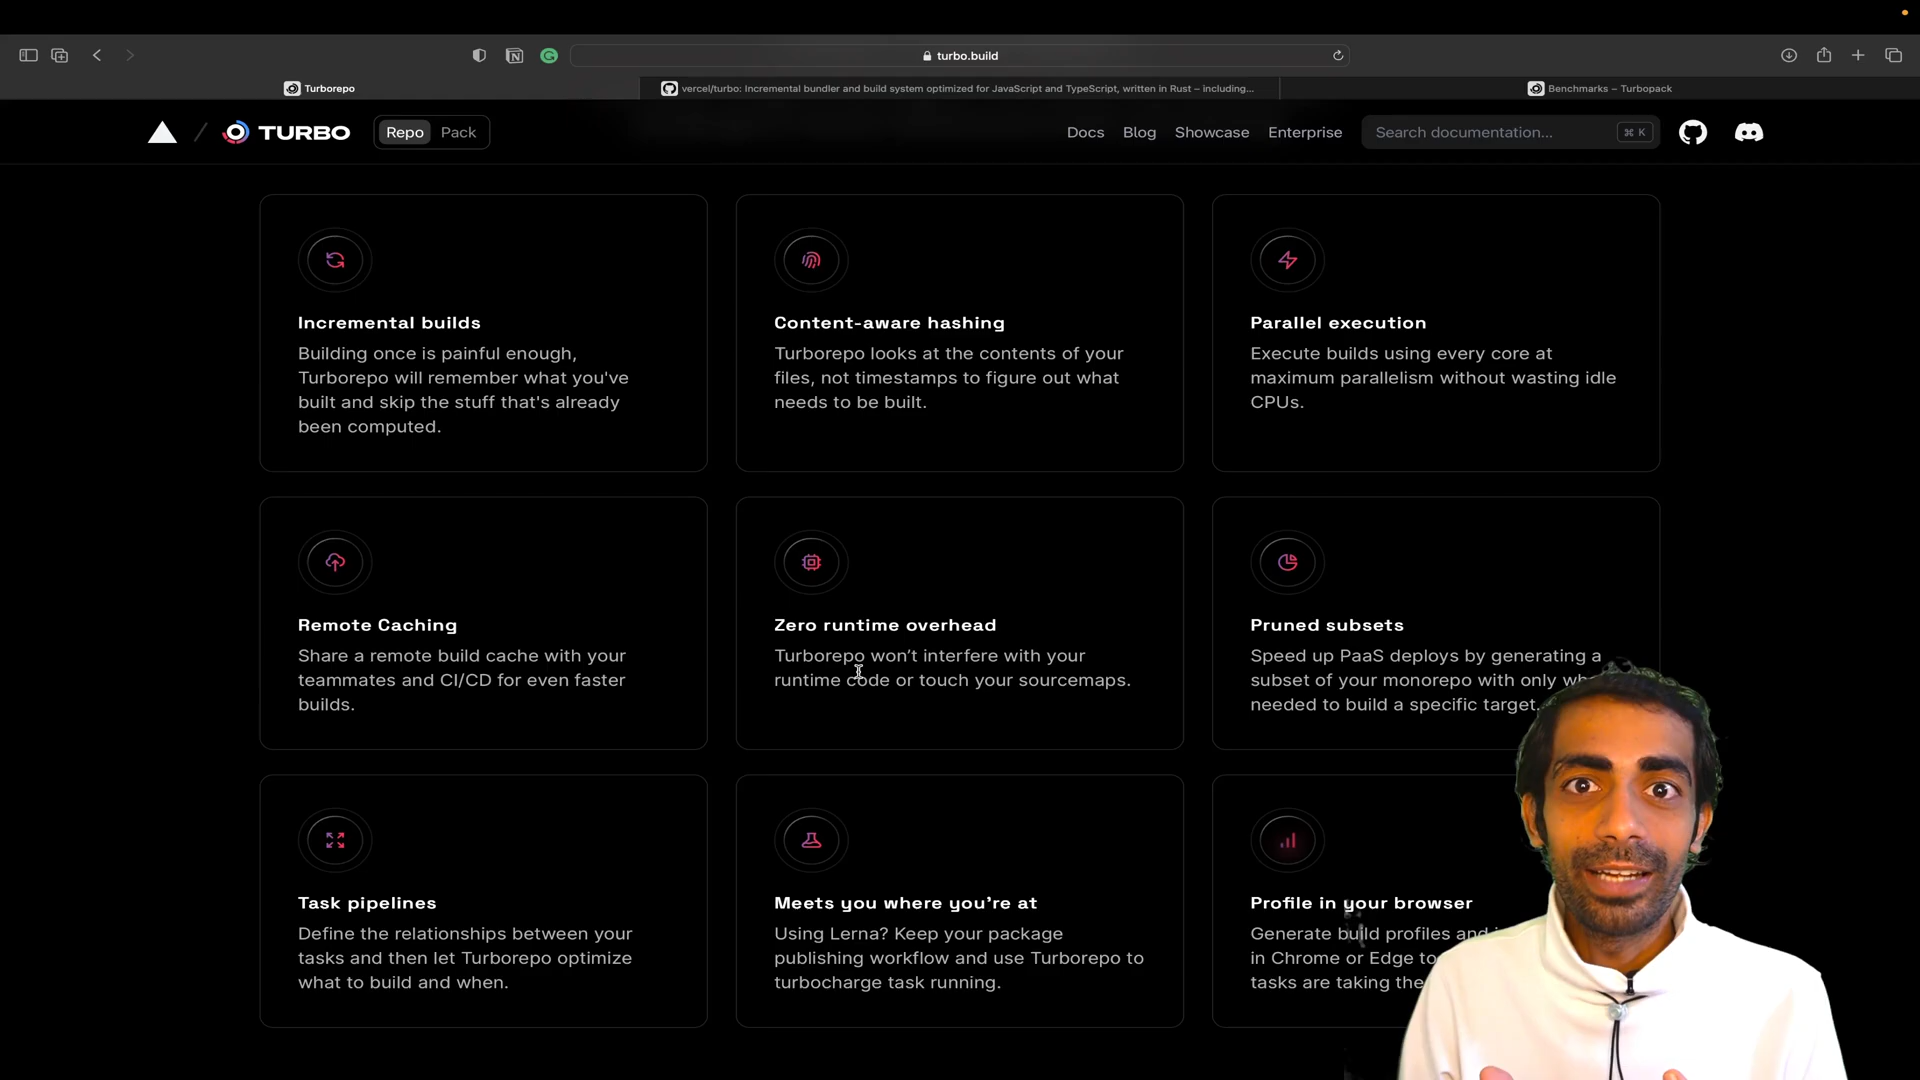 turbo.build
Turborepo
vercel/turbo: Incremental bundler and build system optimized for JavaScript and TypeScript, written in Rust – including...
Benchmarks – Turbopack
TURBO
Repo
Pack
Docs
Blog
Showcase
Enterprise
Search documentation...
⌘ K
Incremental builds
Building once is painful enough,
Turborepo will remember what you've
built and skip the stuff that's already
been computed.
Content-aware hashing
Turborepo looks at the contents of your
files, not timestamps to figure out what
needs to be built.
Parallel execution
Execute builds using every core at
maximum parallelism without wasting idle
CPUs.
Remote Caching
Share a remote build cache with your
teammates and CI/CD for even faster
builds.
Zero runtime overhead
Turborepo won't interfere with your
runtime code or touch your sourcemaps.
Pruned subsets
Speed up PaaS deploys by generating a
subset of your monorepo with only
needed to build a specific target.
Task pipelines
Define the relationships between your
tasks and then let Turborepo optimize
what to build and when.
Meets you where you're at
Using Lerna? Keep your package
publishing workflow and use Turborepo to
turbocharge task running.
Profile in your browser
Generate build profiles and
in Chrome or Edge to
tasks are taking the